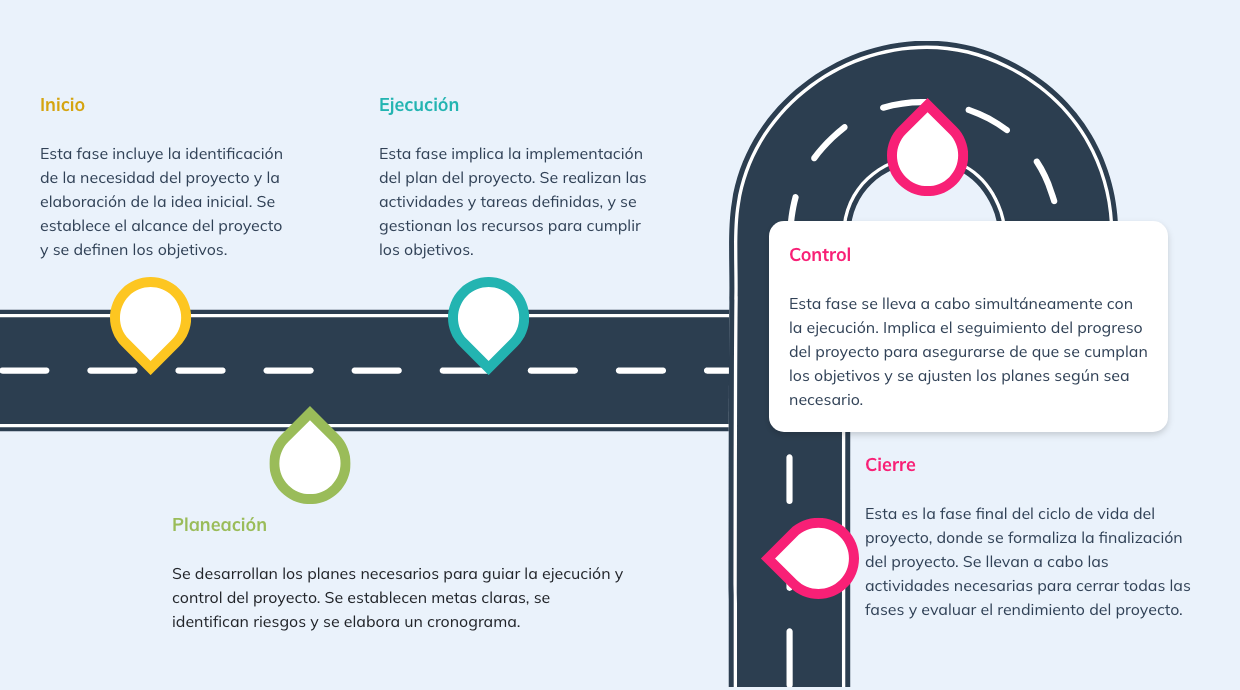 Inicio
Esta fase incluye la identificación
de la necesidad del proyecto y la
elaboración de la idea inicial. Se
establece el alcance del proyecto
y se definen los objetivos.
Planeación
Se desarrollan los planes necesarios para guiar la ejecución y
control del proyecto. Se establecen metas claras, se
identifican riesgos y se elabora un cronograma.
Ejecución
Esta fase implica la implementación
del plan del proyecto. Se realizan las
actividades y tareas definidas, y se
gestionan los recursos para cumplir
los objetivos.
Control
Esta fase se lleva a cabo simultáneamente con
la ejecución. Implica el seguimiento del progreso
del proyecto para asegurarse de que se cumplan
los objetivos y se ajusten los planes según sea
necesario.
Cierre
Esta es la fase final del ciclo de vida del
proyecto, donde se formaliza la finalización
del proyecto. Se llevan a cabo las
actividades necesarias para cerrar todas las
fases y evaluar el rendimiento del proyecto.